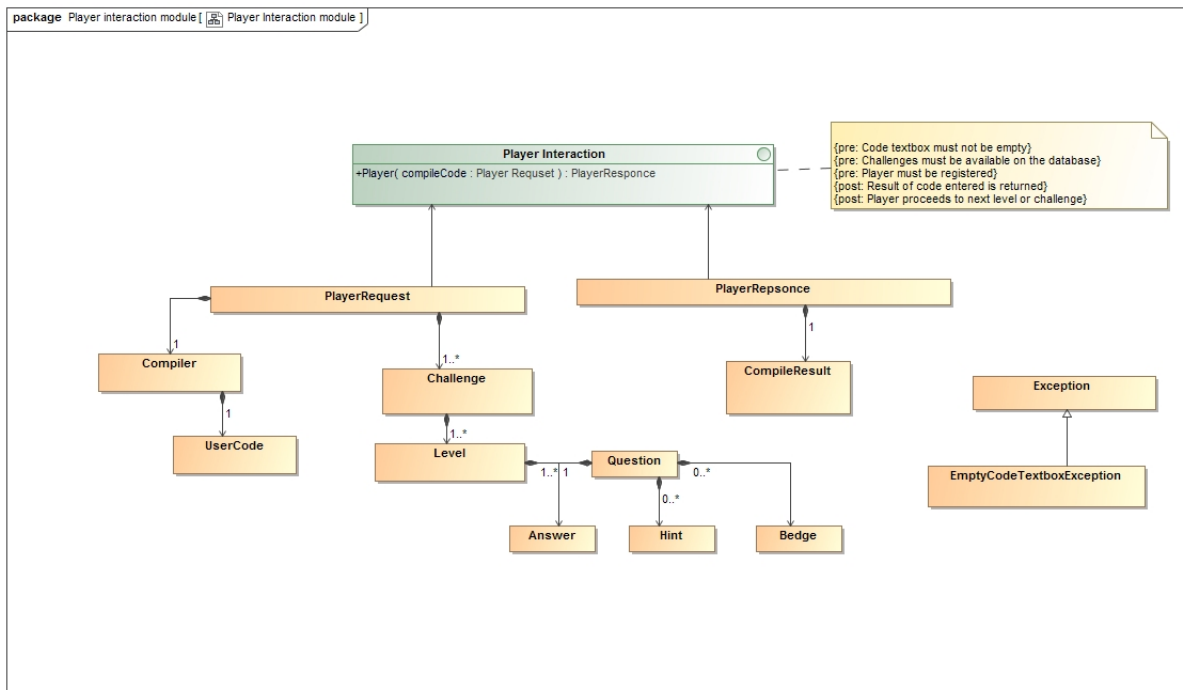 package Player interaction module [ Player Interaction module ]
Player Interaction
+Player( compileCode : Player Requset ) : PlayerResponce
{pre: Code textbox must not be empty}
{pre: Challenges must be available on the database}
{pre: Player must be registered}
{post: Result of code entered is returned}
{post: Player proceeds to next level or challenge}
PlayerRequest
PlayerRepsonce
1
1..*
1
Compiler
Challenge
CompileResult
Exception
1
1..*
UserCode
Level
Question
EmptyCodeTextboxException
1..*
1
0..*
0..*
Answer
Hint
Bedge